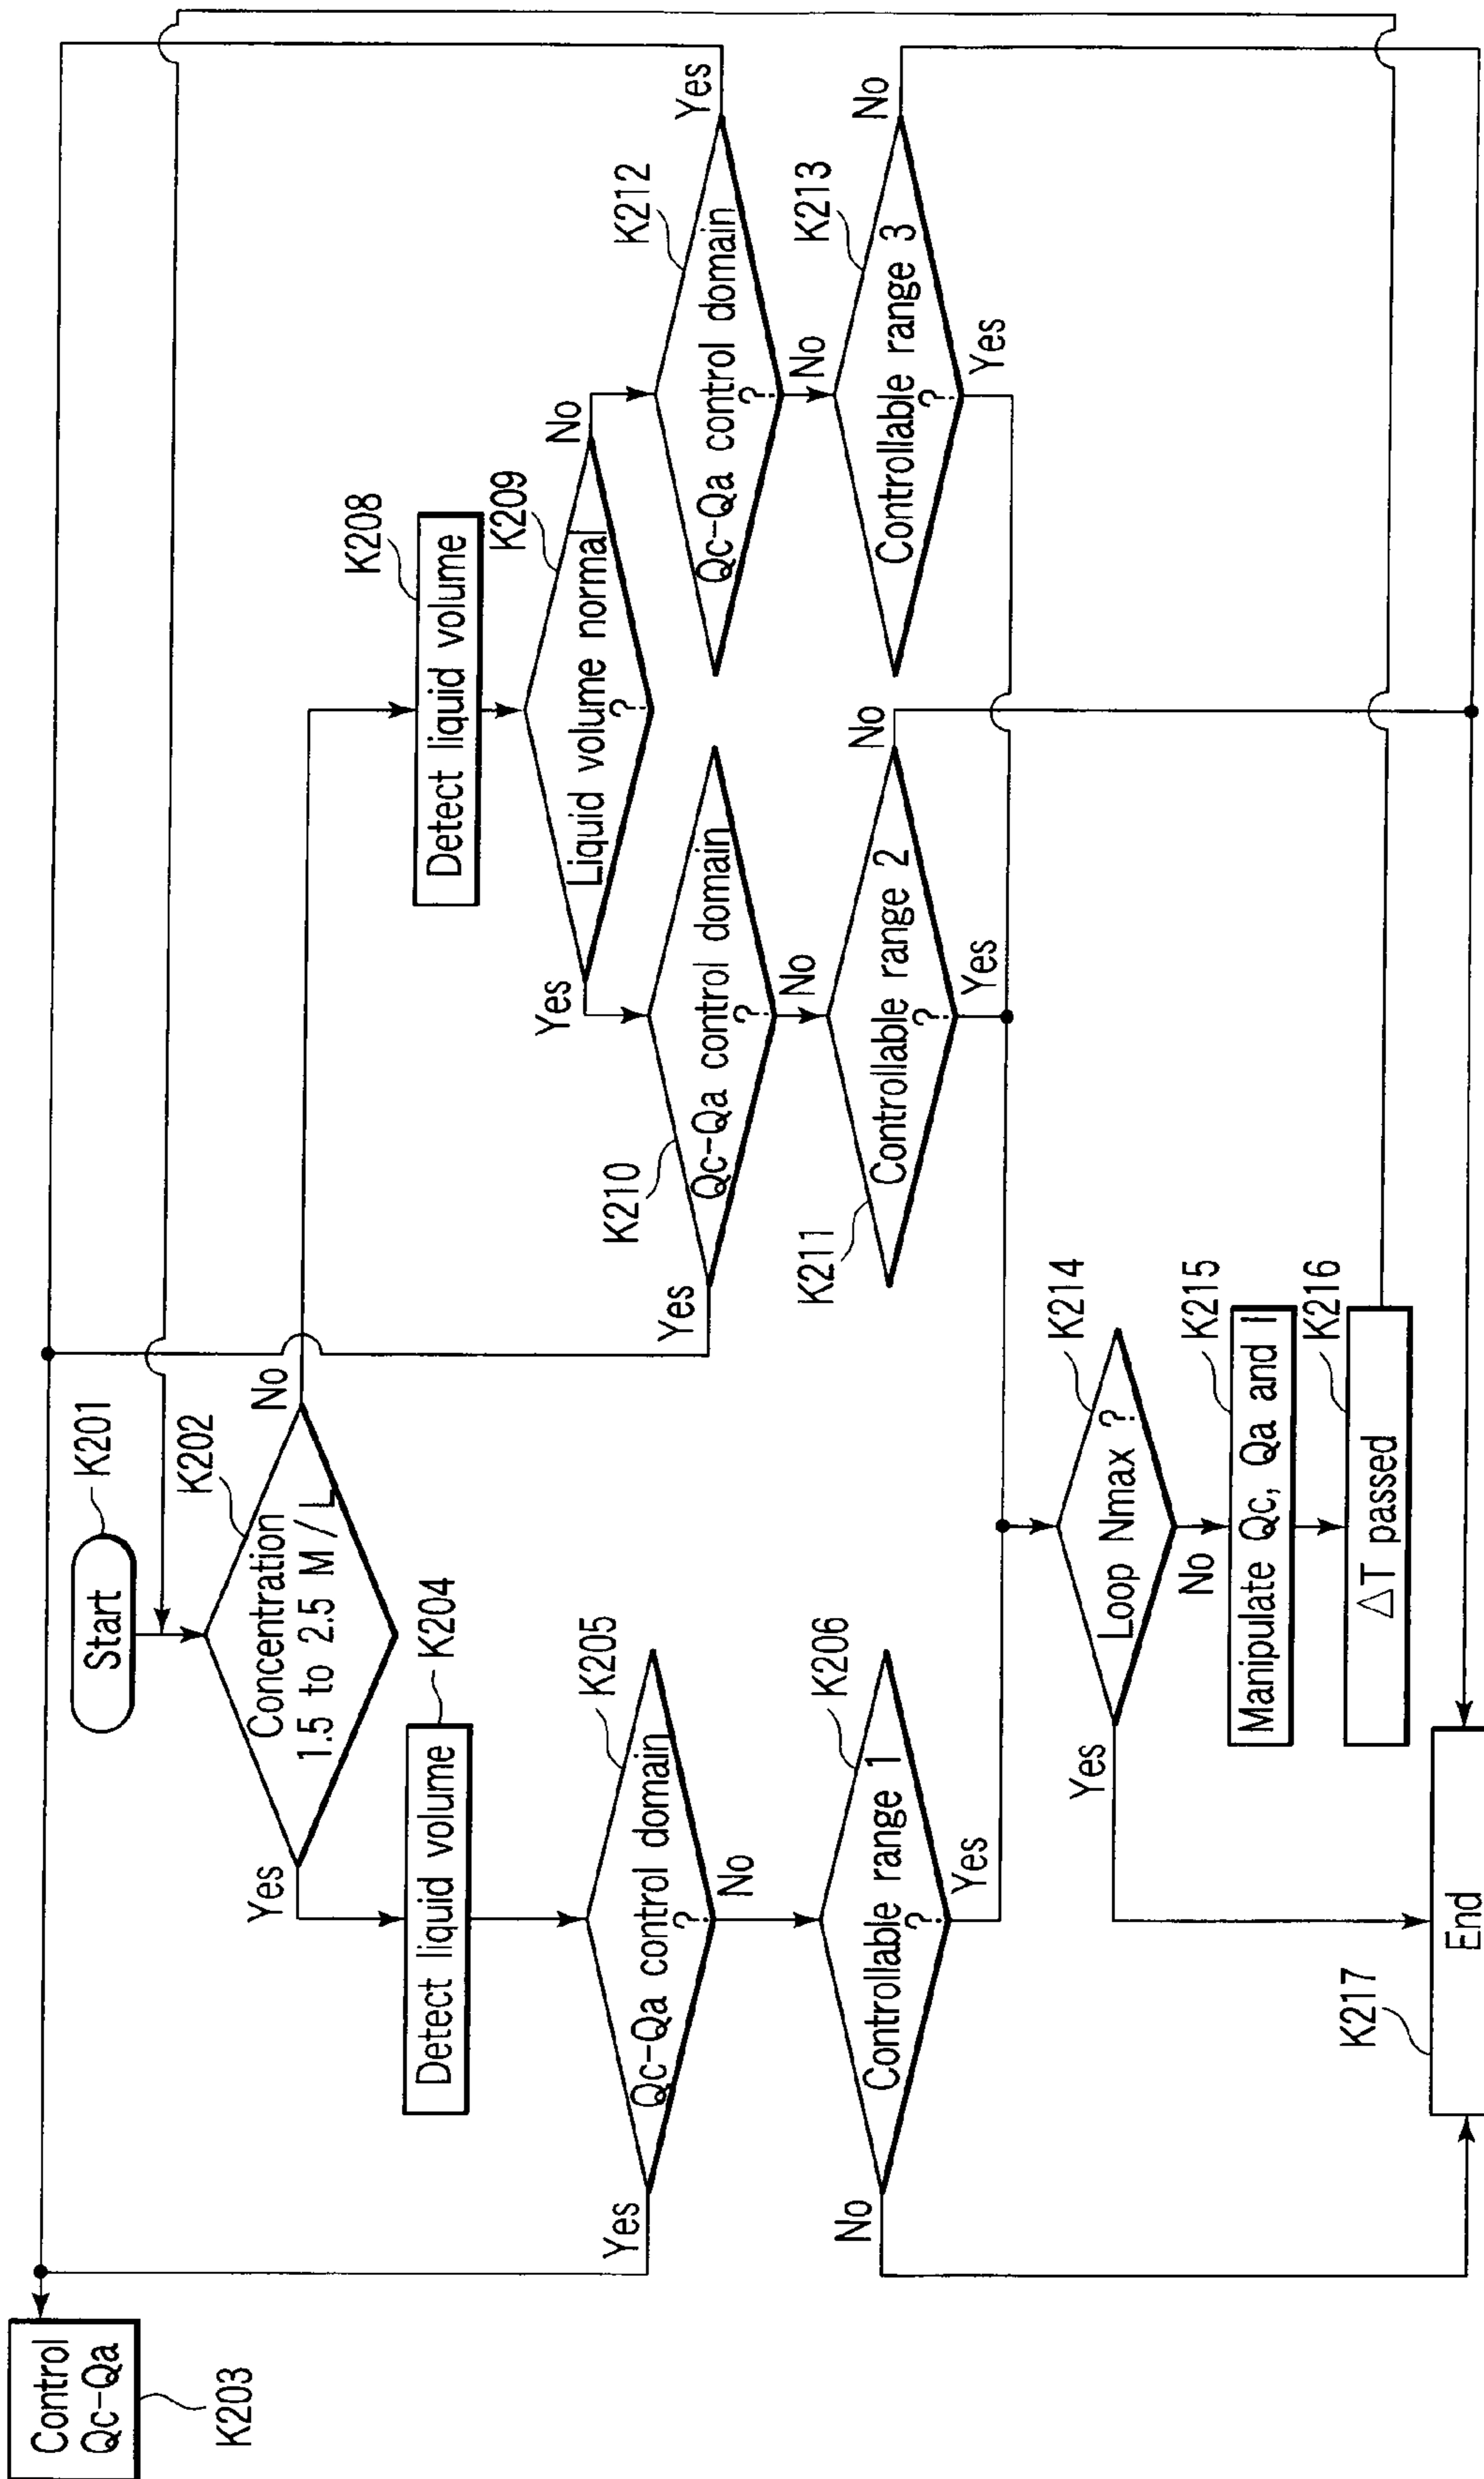 Start
K201
Concentration
1.5 to 2.5 M/L
K202
Yes
No
Control
Qc-Qa
K203
Detect liquid volume
K204
Qc-Qa control domain
?
K205
Yes
No
Controllable range 1
?
K206
No
Yes
Detect liquid volume
K208
Liquid volume normal
?
K209
Yes
No
Qc-Qa control domain
?
K210
Yes
No
Controllable range 2
?
K211
No
Yes
Qc-Qa control domain
?
K212
Yes
No
Controllable range 3
?
K213
No
Yes
Loop Nmax ?
K214
Yes
No
Manipulate Qc, Qa and I
K215
△T passed
K216
End
K217